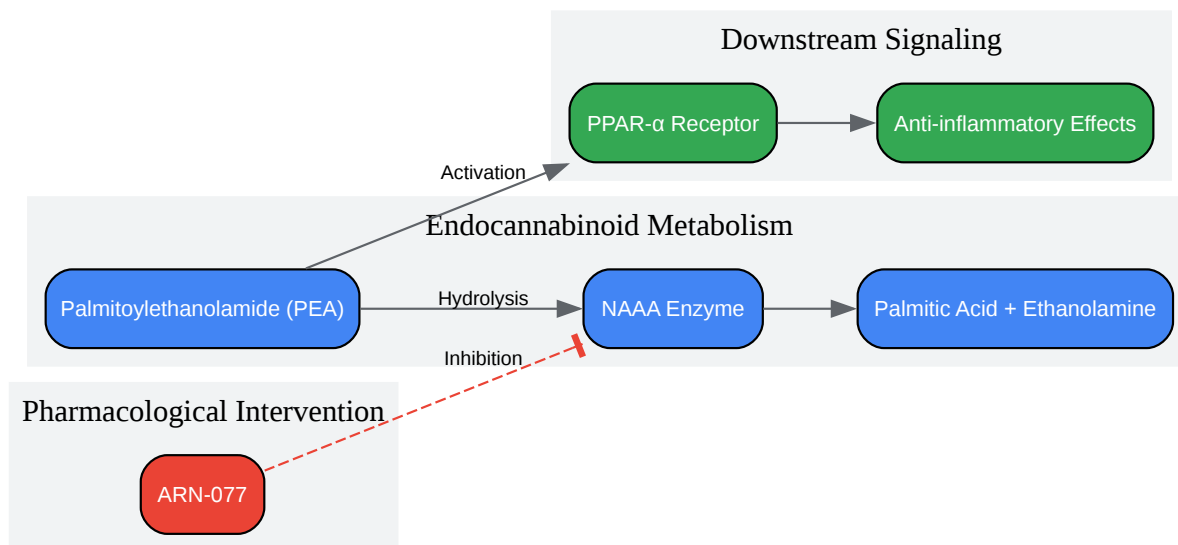 Downstream Signaling
PPAR-α Receptor
Anti-inflammatory Effects
Activation
Endocannabinoid Metabolism
Palmitoylethanolamide (PEA)
Hydrolysis
NAAA Enzyme
Palmitic Acid + Ethanolamine
Inhibition
Pharmacological Intervention
ARN-077